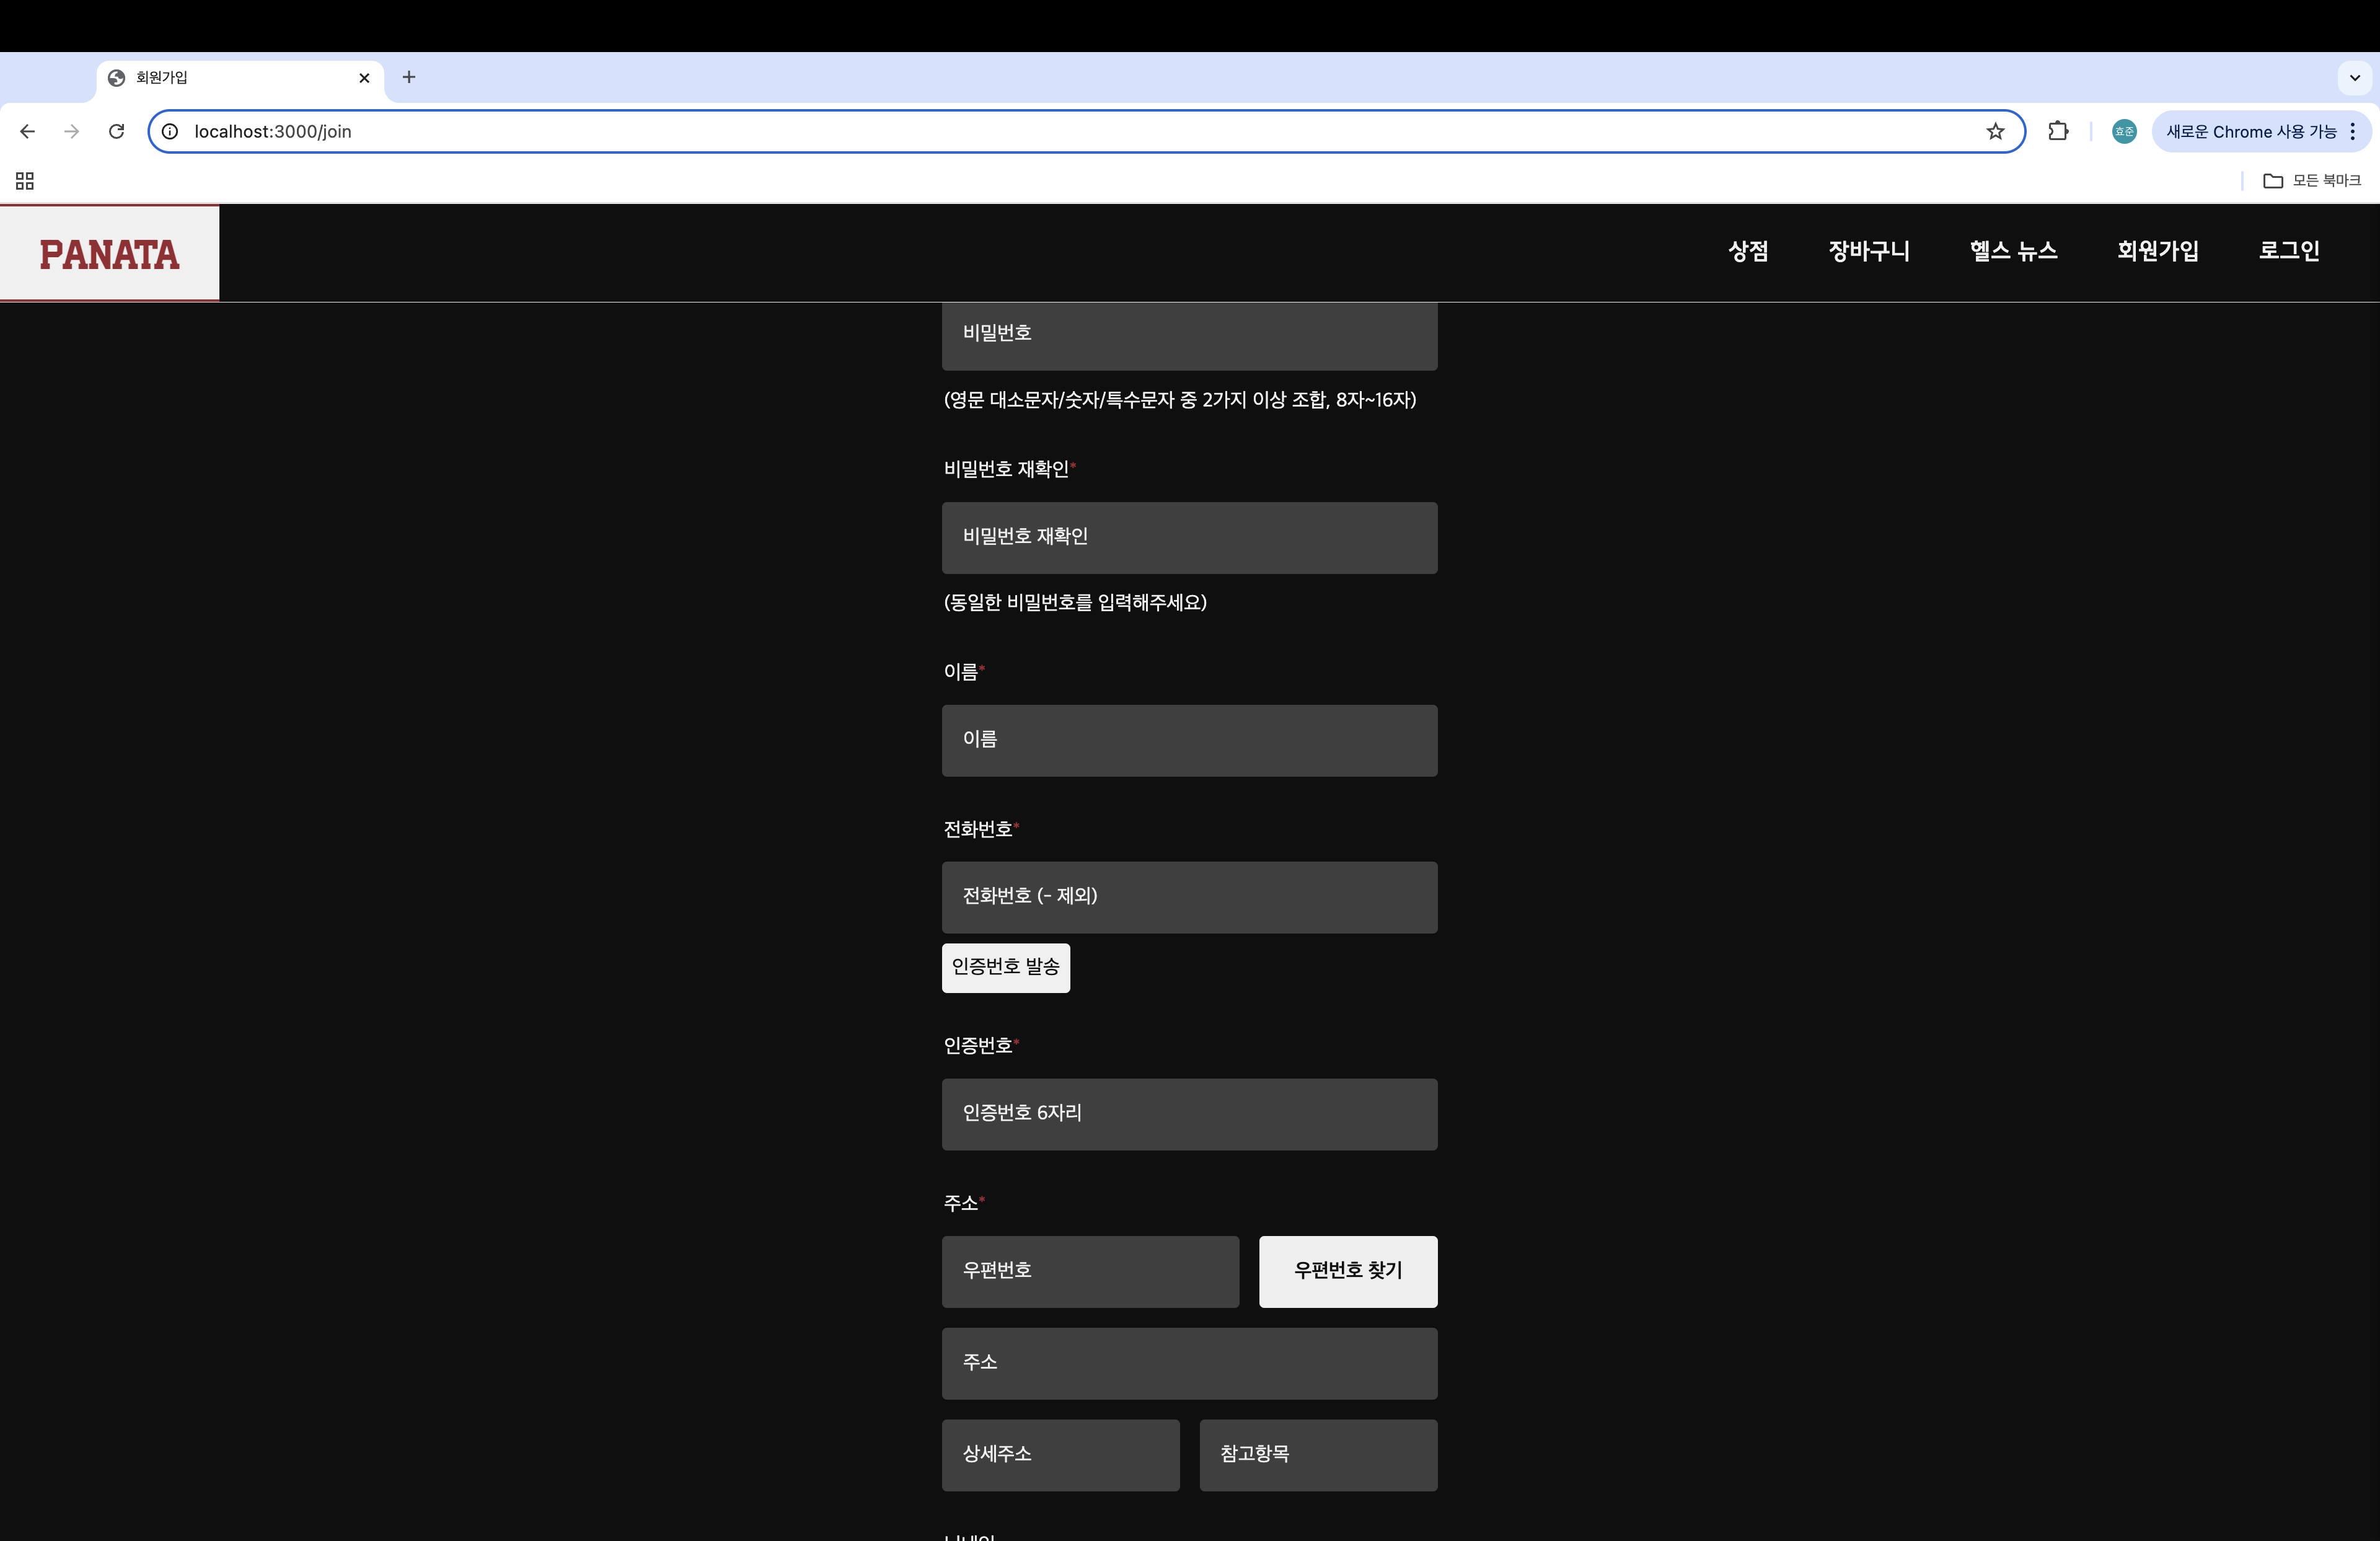 회원가입
localhost:3000/join
효준
새로운 Chrome 사용 가능
모든 북마크
PANATA
상점 장바구니 헬스 뉴스 회원가입 로그인
비밀번호
(영문 대소문자/숫자/특수문자 중 2가지 이상 조합, 8자~16자)
비밀번호 재확인*
비밀번호 재확인
(동일한 비밀번호를 입력해주세요)
이름*
이름
전화번호*
전화번호 (- 제외)
인증번호 발송
인증번호*
인증번호 6자리
주소*
우편번호 우편번호 찾기
주소
상세주소 참고항목